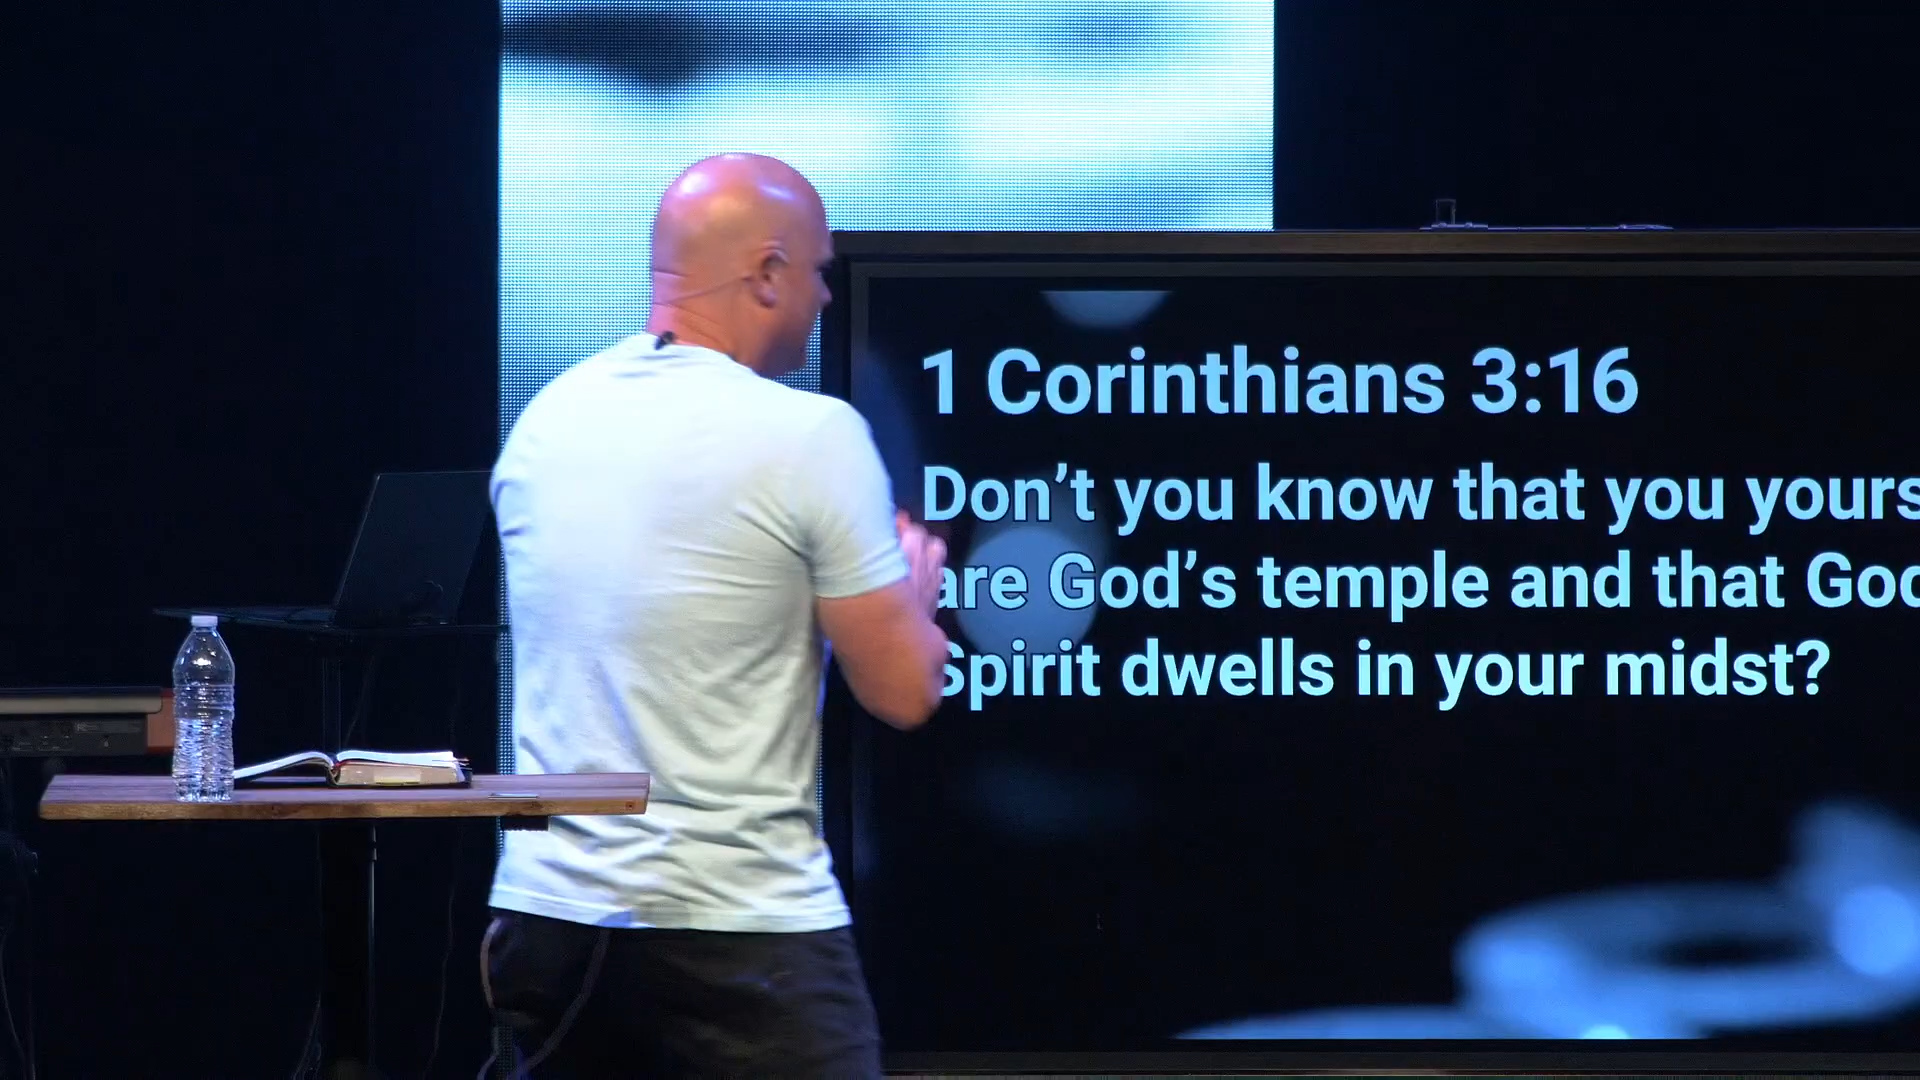 1 Corinthians 3:16
Don’t you know that you yours
are God’s temple and that God
Spirit dwells in your midst?